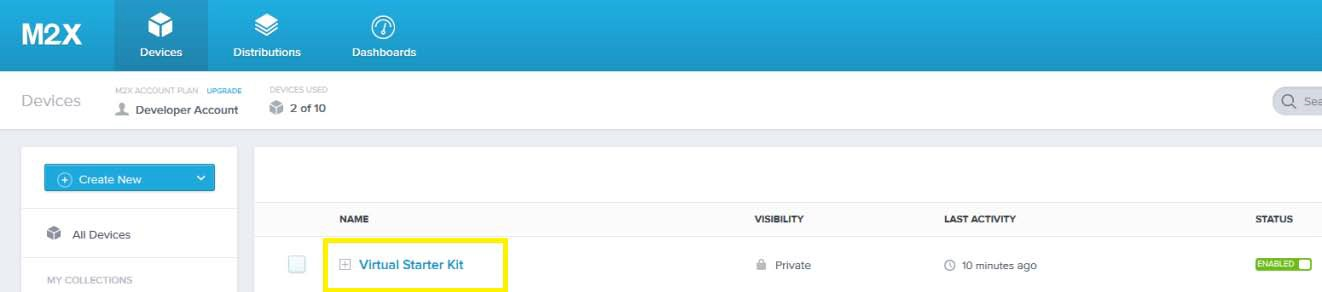 M2X
Devices
Distributions
Dashboards
Devices
M2X ACCOUNT PLAN UPGRADE
Developer Account
DEVICES USED
2 of 10
Sea
Create New
All Devices
MY COLLECTIONS
NAME VISIBILITY LAST ACTIVITY STATUS
Virtual Starter Kit Private 10 minutes ago ENABLED